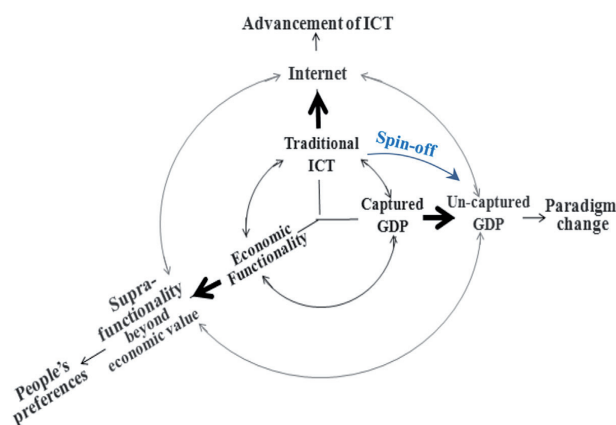 Advancement of ICT
Internet
Traditional
ICT
Spin-off
Captured
GDP
Un-captured
GDP
Paradigm
change
Economic
Functionality
Supra-
functionality
beyond
economic value
People's
preferences